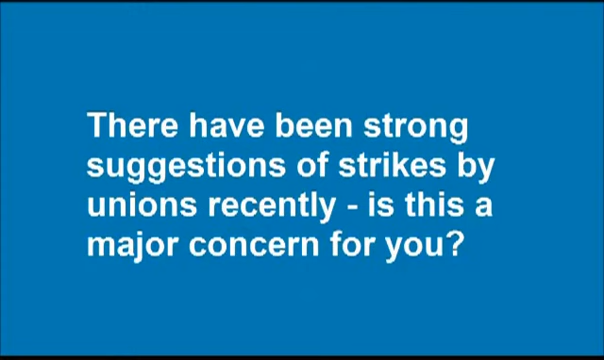 There have been strong
suggestions of strikes by
unions recently - is this a
major concern for you?